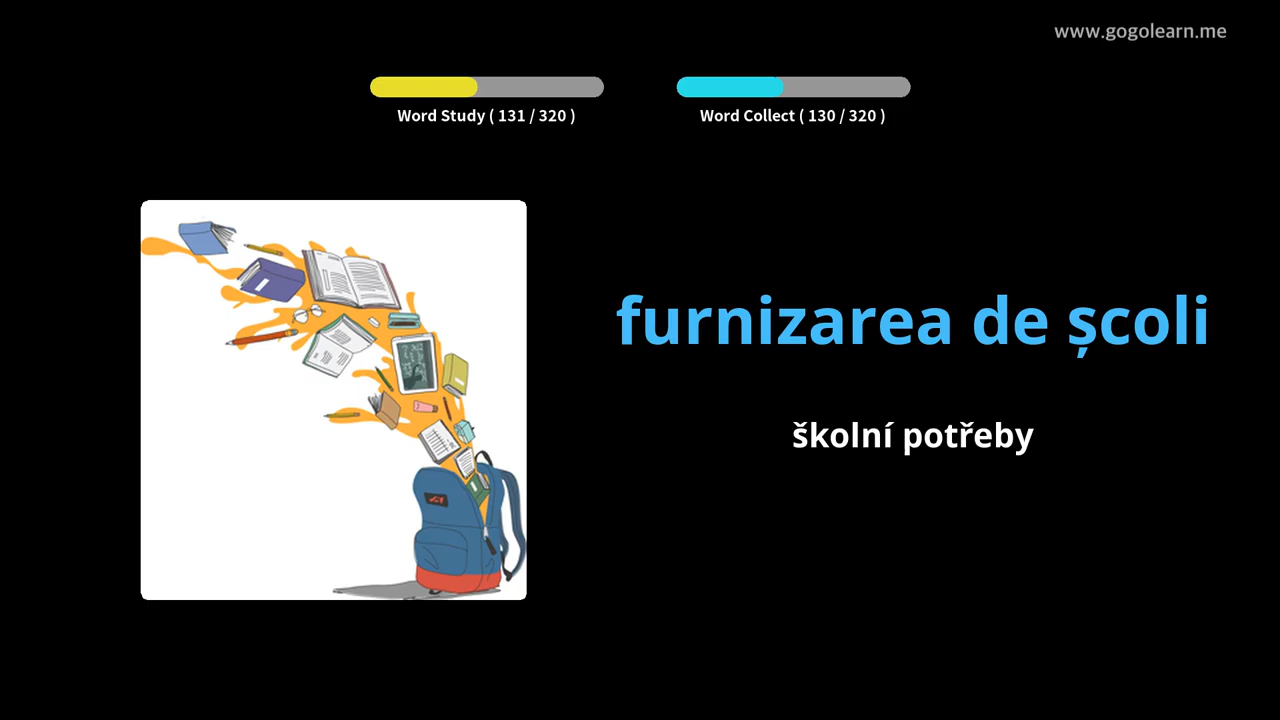 www.gogolearn.me
Word Study ( 131 / 320 )
Word Collect ( 130 / 320 )
furnizarea de școli
školní potřeby